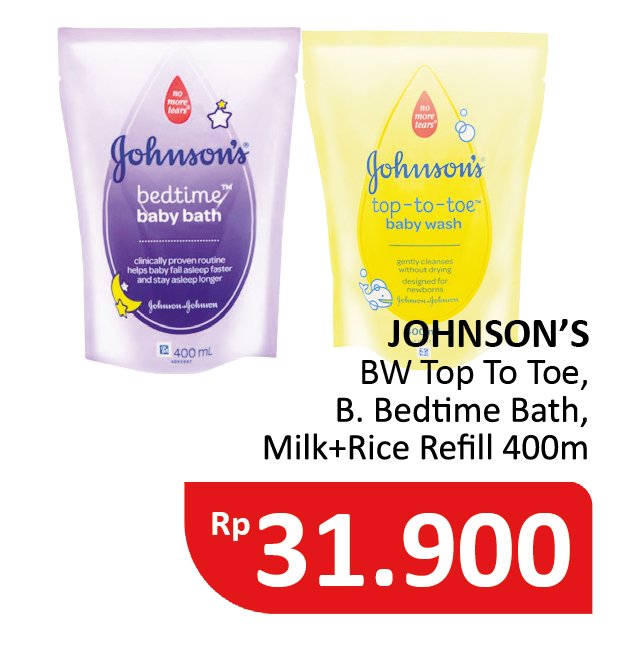 no
more
tears®
Johnson's®
bedtime™
baby bath
clinically proven routine
helps baby fall asleep faster
and stay asleep longer
Johnson & Johnson
400 mL
no
more
tears®
Johnson's®
top-to-toe™
baby wash
gently cleanses
without drying
designed for
newborns
Johnson & Johnson
JOHNSON'S
BW Top To Toe,
B. Bedtime Bath,
Milk+Rice Refill 400m
Rp 31.900